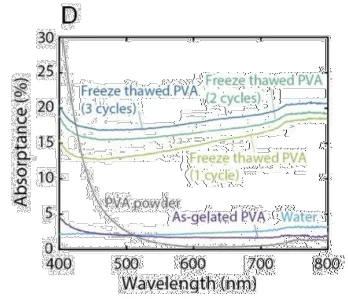 D
30
25
20
15
10
5
0
Absorptance (%)
Freeze thawed PVA
(3 cycles)
Freeze thawed PVA
(2 cycles)
Freeze thawed PVA
(1 cycle)
PVA powder
As-gelated PVA
Water
400 500 600 700 800
Wavelength (nm)